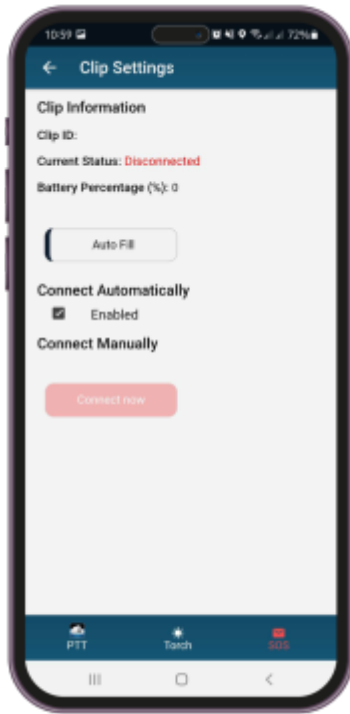 10:59 72%
Clip Settings
Clip Information
Clip ID:
Current Status: Disconnected
Battery Percentage (%): 0
Auto Fill
Connect Automatically
Enabled
Connect Manually
Connect now
PTT Torch SOS